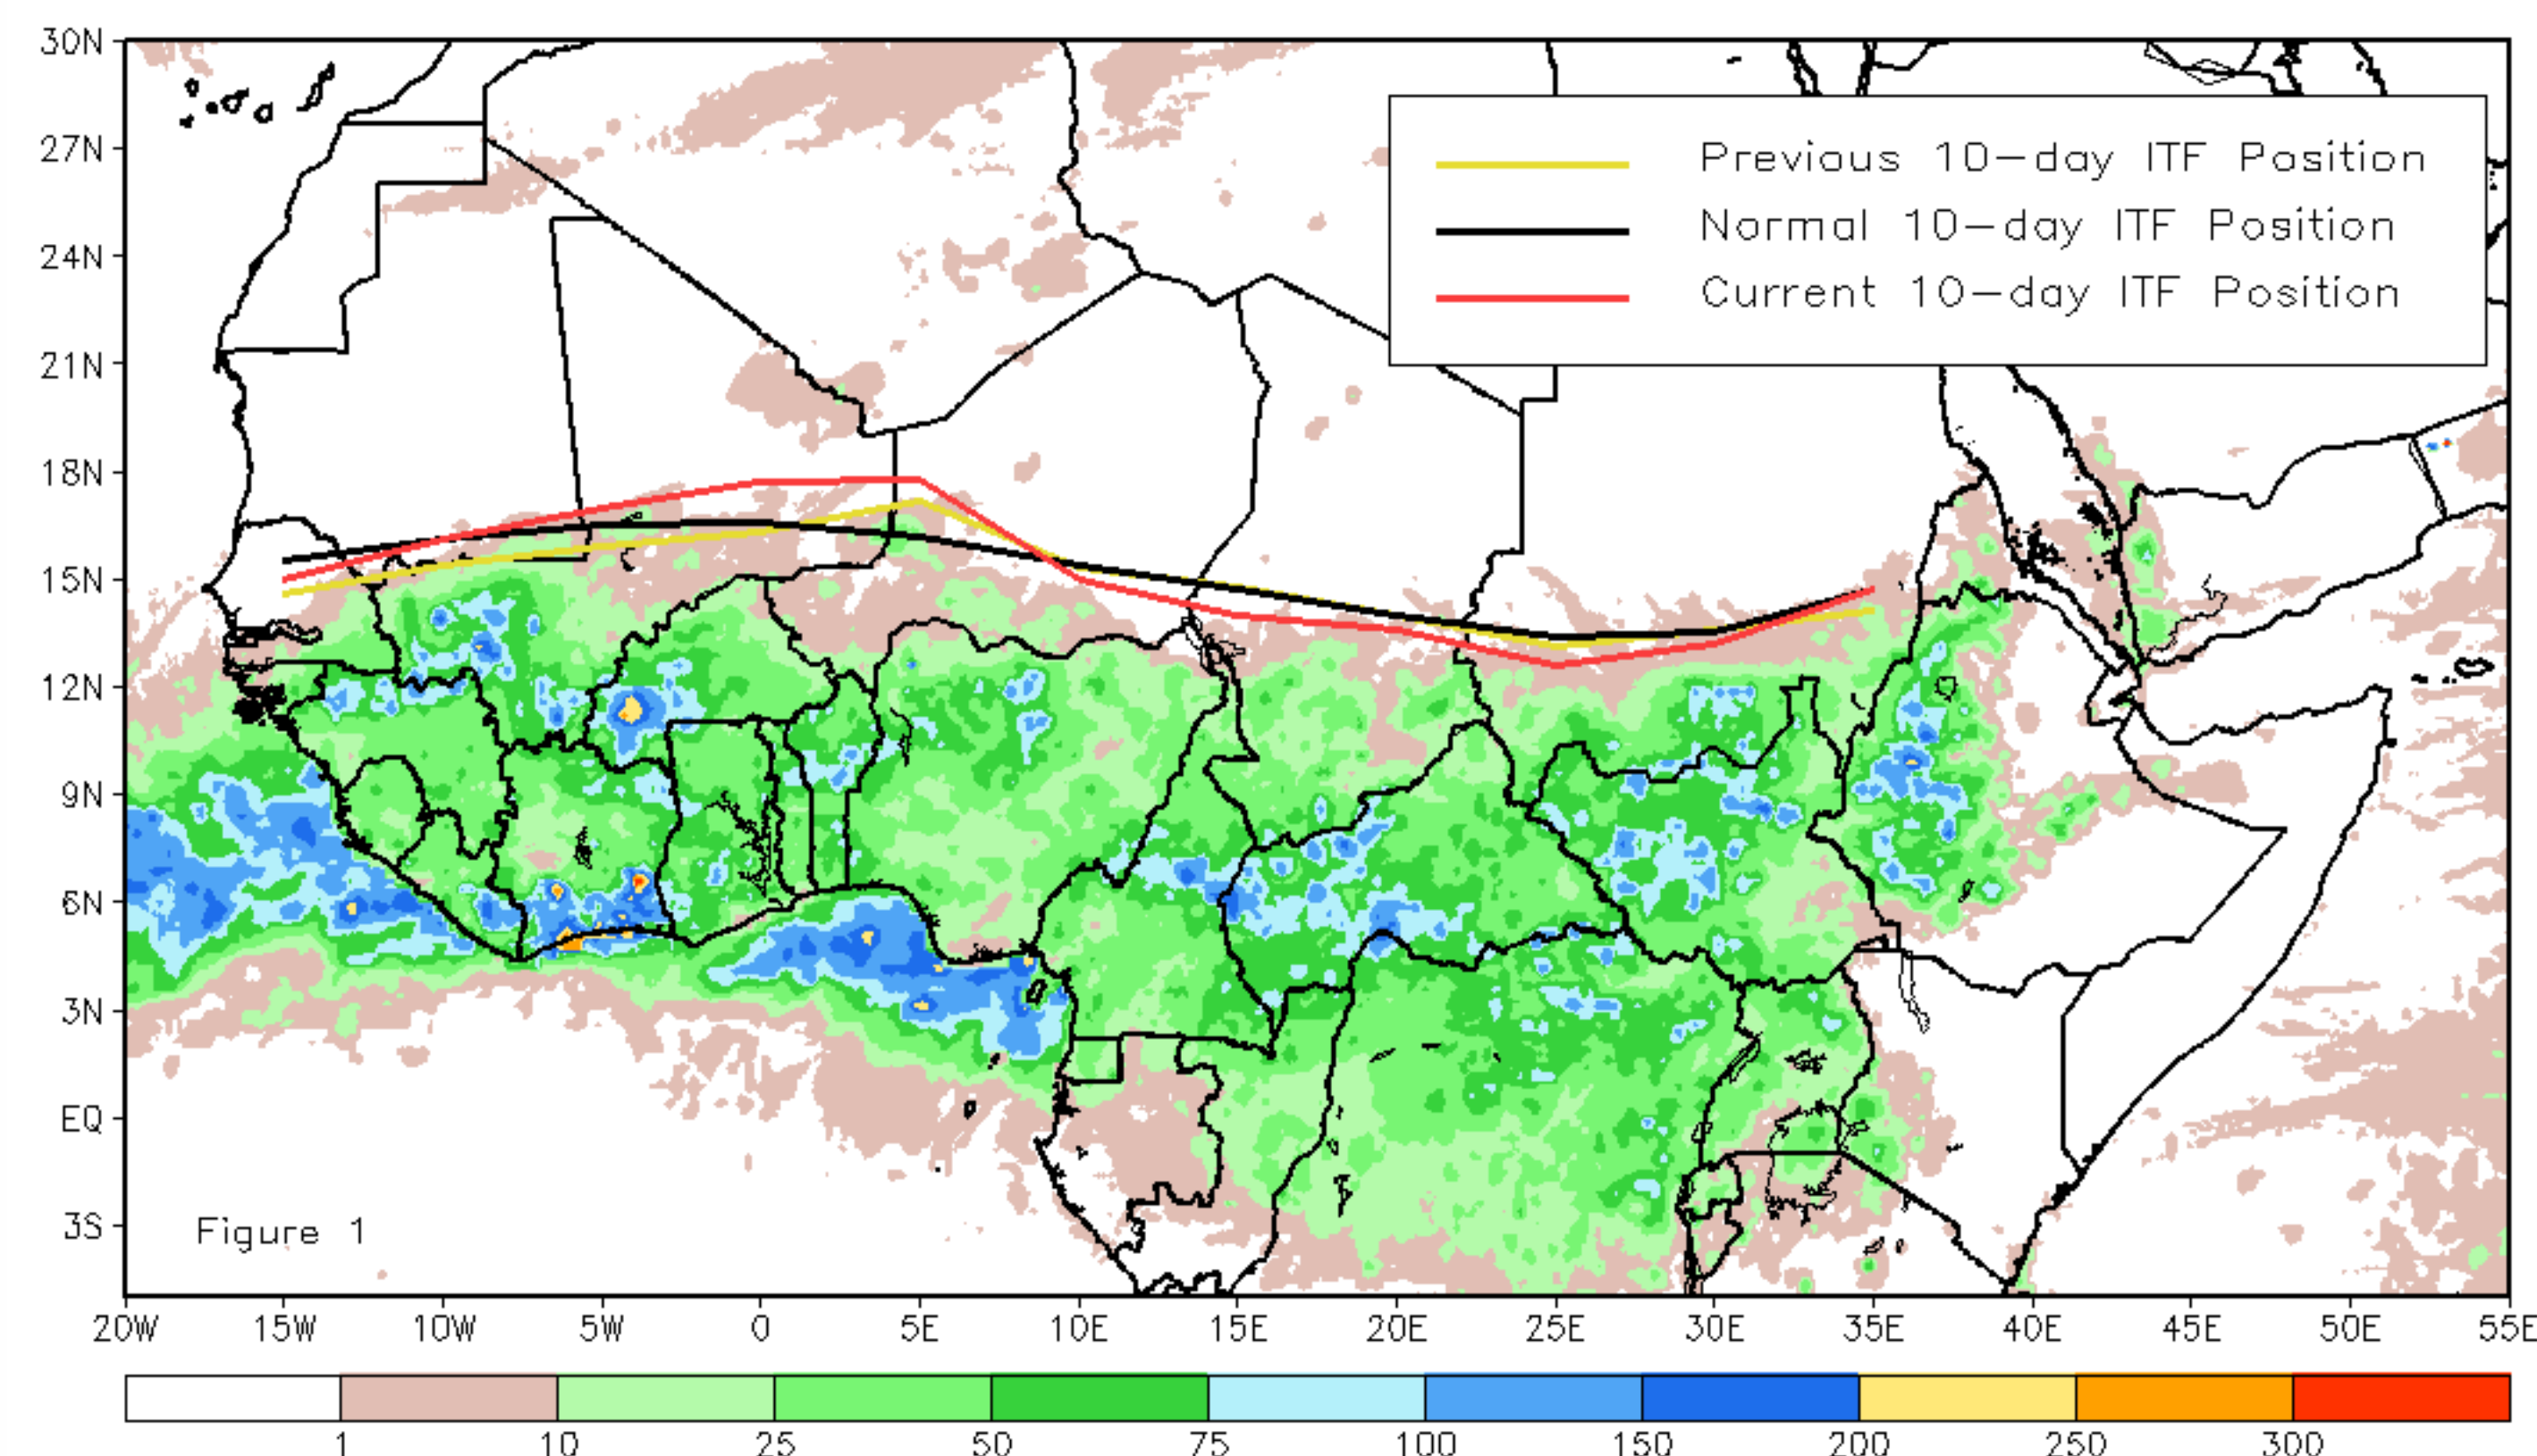 30N
27N
24N
21N
18N
15N
12N
9N
6N
3N
EQ
3S
Previous 10-day ITF Position
Normal 10-day ITF Position
Current 10-day ITF Position
Figure 1
20W 15W 10W 5W 0 5E 10E 15E 20E 25E 30E 35E 40E 45E 50E 55E
1 10 25 50 75 100 150 200 250 300